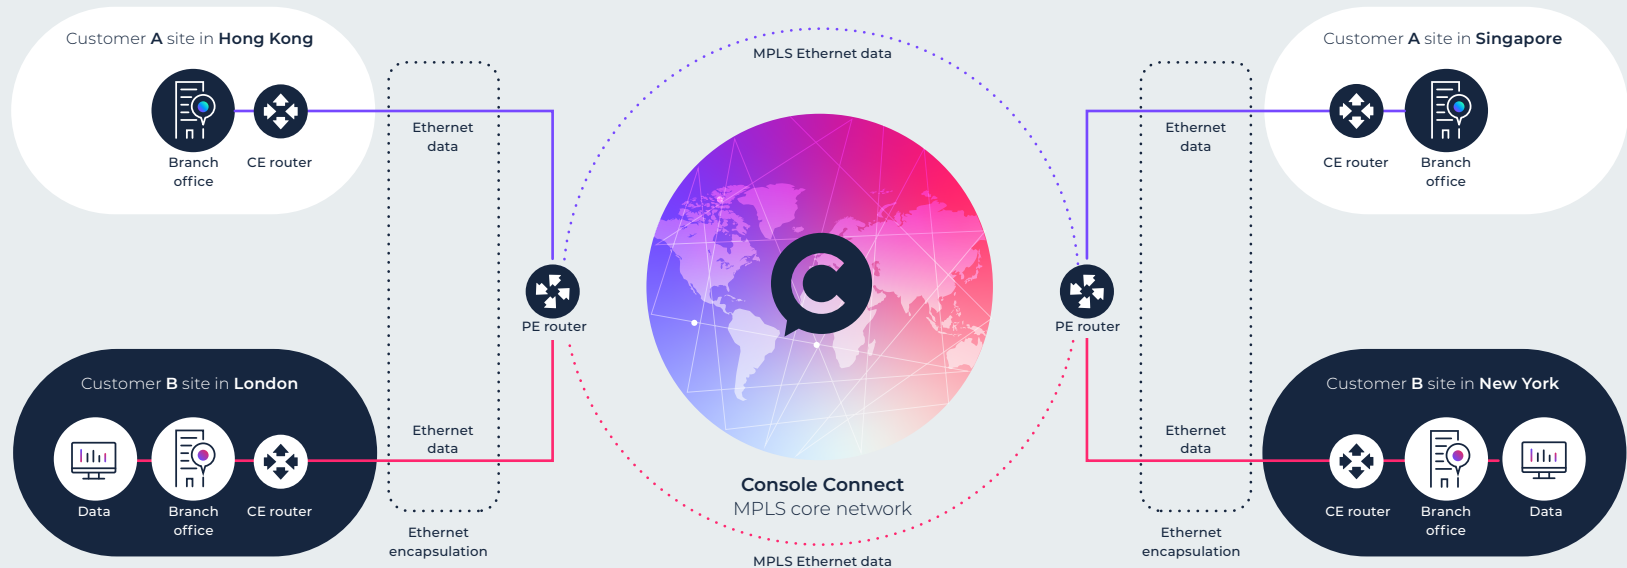 Customer A site in Hong Kong
Branch
office
CE router
Ethernet
data
MPLS Ethernet data
Ethernet
data
Customer A site in Singapore
CE router
Branch
office
PE router
PE router
Customer B site in London
Data
Branch
office
CE router
Ethernet
data
Ethernet
encapsulation
Console Connect
MPLS core network
MPLS Ethernet data
Ethernet
data
Ethernet
encapsulation
Customer B site in New York
CE router
Branch
office
Data